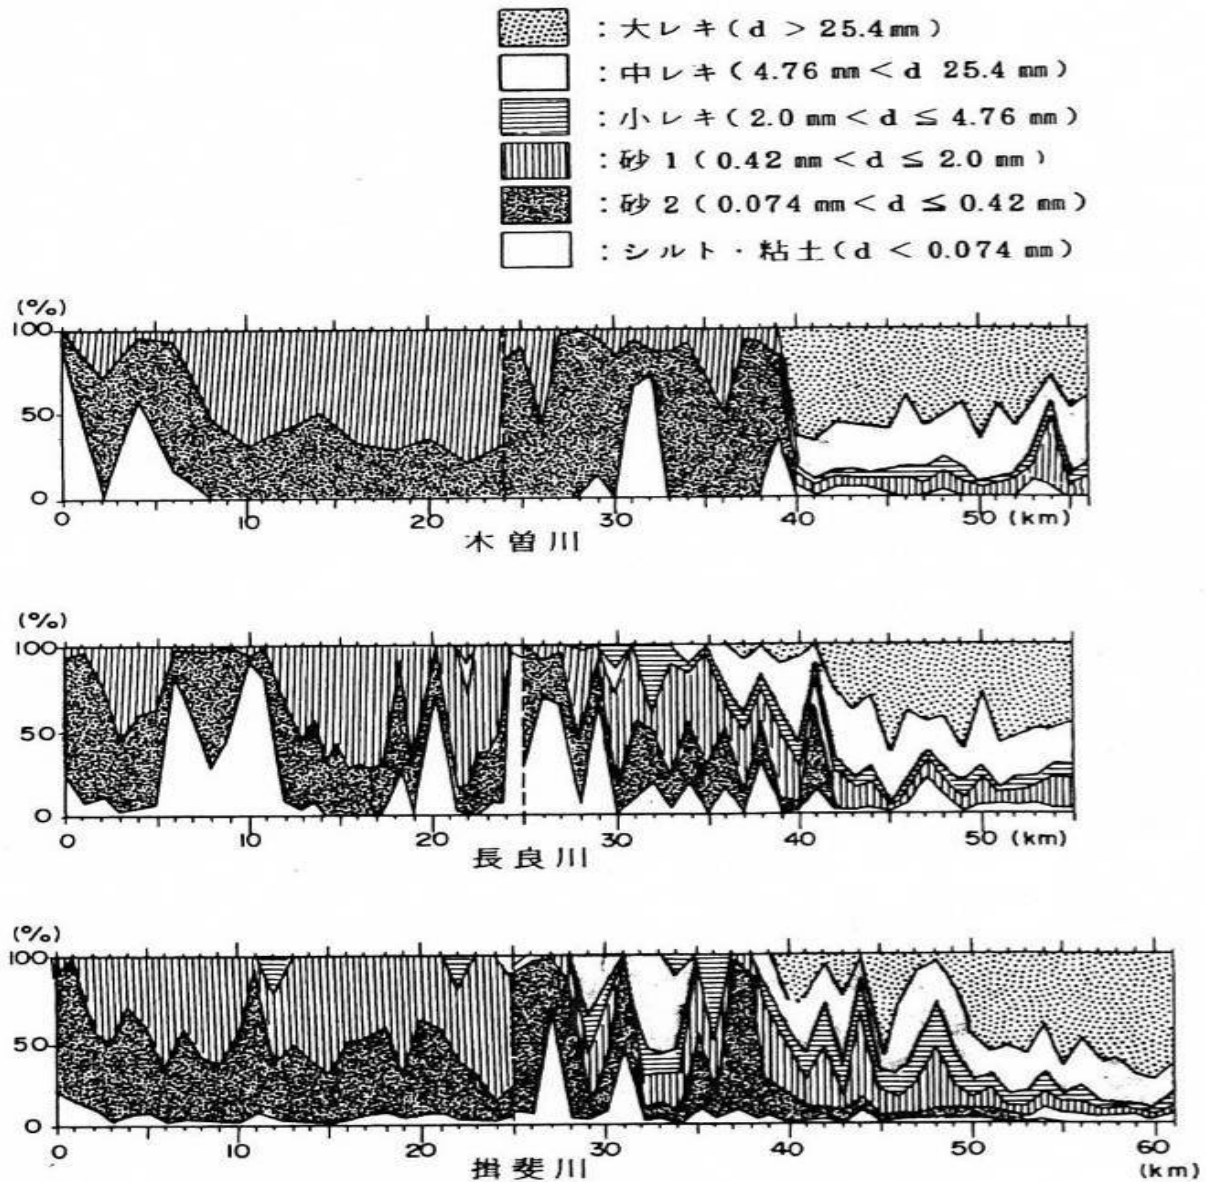 ：大レキ（d ＞ 25.4㎜）
：中レキ（4.76 ㎜＜d 25.4 ㎜）
：小レキ（2.0 ㎜＜d ≦ 4.76 ㎜）
：砂1（0.42 ㎜＜d ≦ 2.0 ㎜）
：砂2（0.074 ㎜＜d ≦ 0.42 ㎜）
：シルト・粘土（d ＜ 0.074 ㎜）
(%)
100
50
0
0 10 20 30 40 50 (km)
木曽川
(%)
100
50
0
0 10 20 30 40 50 (km)
長良川
(%)
100
50
0
0 10 20 30 40 50 60
(km)
揖斐川